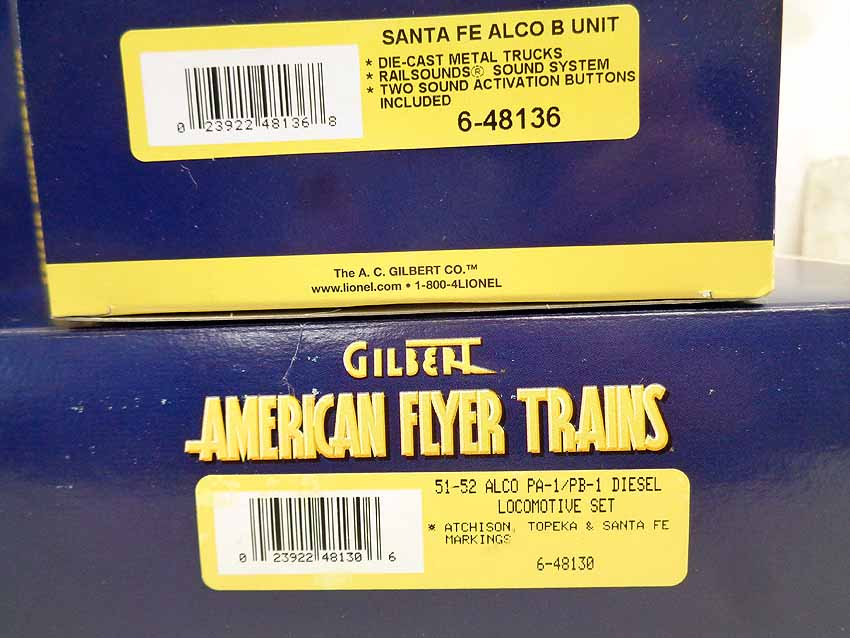 SANTA FE ALCO B UNIT
* DIE-CAST METAL TRUCKS
* RAILSOUNDS® SOUND SYSTEM
* TWO SOUND ACTIVATION BUTTONS
INCLUDED
6-48136
0 23922 48136 8
The A. C. GILBERT CO.™
www.lionel.com • 1-800-4LIONEL
GILBERT
AMERICAN FLYER TRAINS
51-52 ALCO PA-1/PB-1 DIESEL
LOCOMOTIVE SET
* ATCHISON, TOPEKA & SANTA FE
MARKINGS
6-48130
0 23922 48130 6